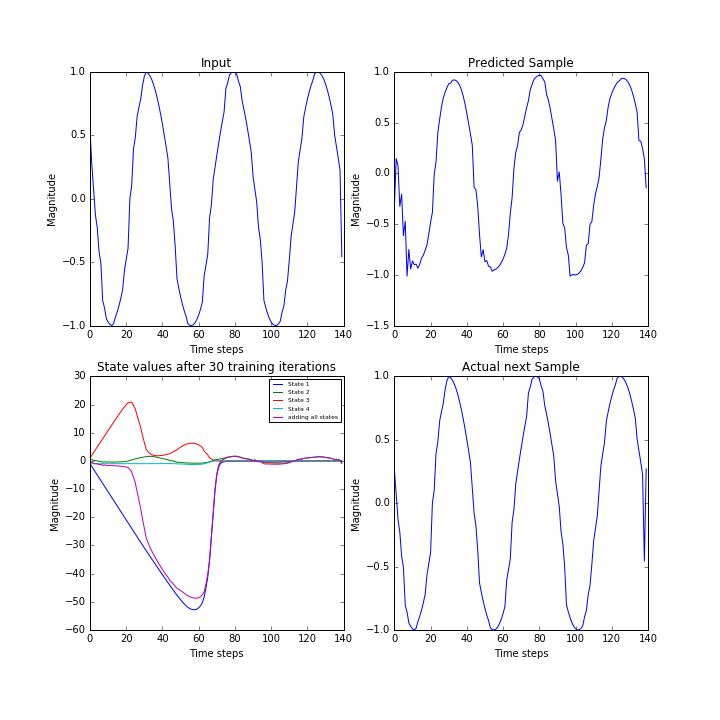 Input
1.0
0.5
0.0
−0.5
−1.0
Magnitude
0 20 40 60 80 100 120 140
Time steps
Predicted Sample
1.0
0.5
0.0
−0.5
−1.0
−1.5
Magnitude
0 20 40 60 80 100 120 140
Time steps
State values after 30 training iterations
30
20
10
0
−10
−20
−30
−40
−50
−60
Magnitude
State 1
State 2
State 3
State 4
adding all states
0 20 40 60 80 100 120 140
Time steps
Actual next Sample
1.0
0.5
0.0
−0.5
−1.0
Magnitude
0 20 40 60 80 100 120 140
Time steps